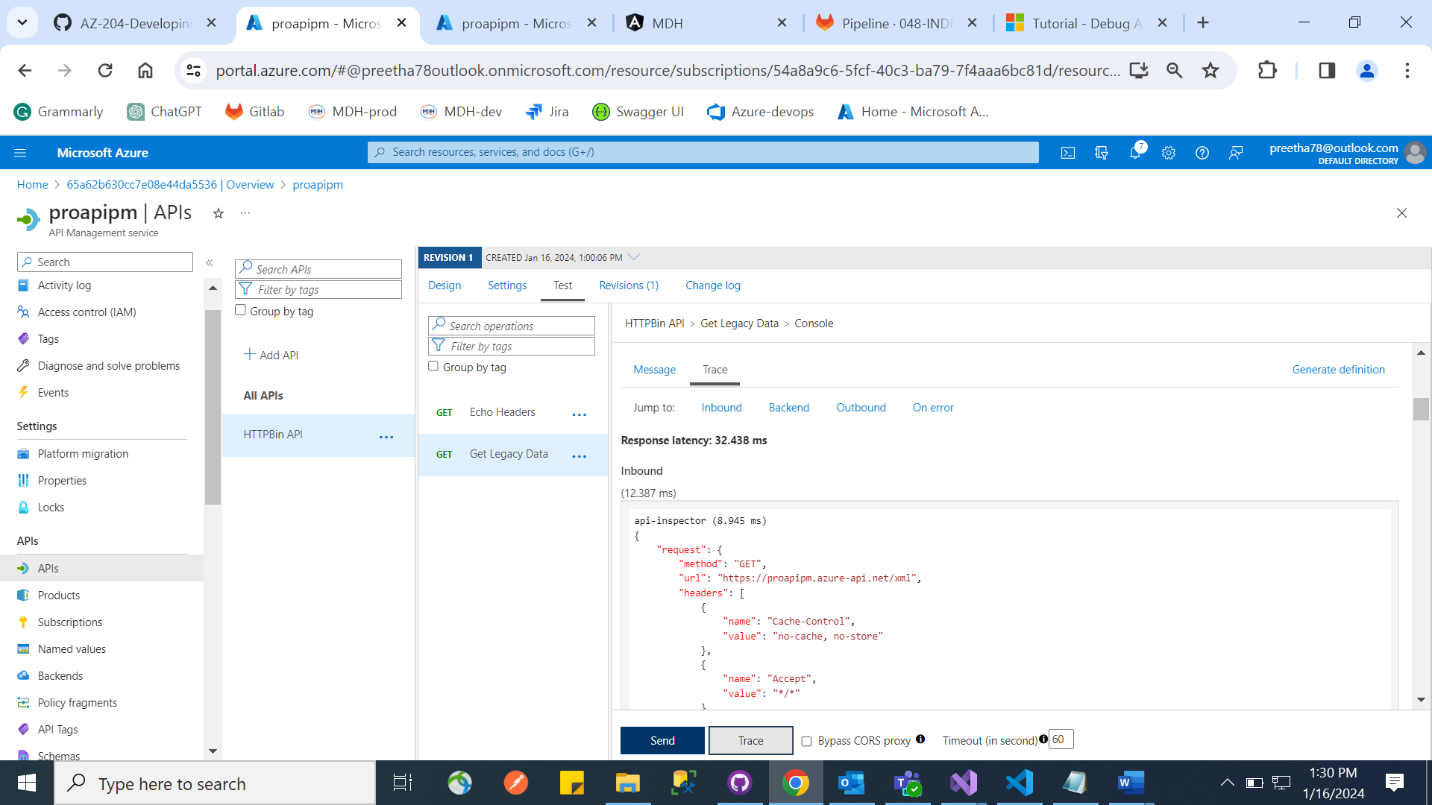 AZ-204-Developing
proapipm - Micros
proapipm - Micros
MDH
Pipeline · 048-INDE
Tutorial - Debug A
portal.azure.com/#@preetha78outlook.onmicrosoft.com/resource/subscriptions/54a8a9c6-5fcf-40c3-ba79-7f4aaa6bc81d/resourc...
Grammarly
ChatGPT
Gitlab
MDH-prod
MDH-dev
Jira
Swagger UI
Azure-devops
Home - Microsoft A...
Microsoft Azure
Search resources, services, and docs (G+/)
7
preetha78@outlook.com
DEFAULT DIRECTORY
Home > 65a62b630cc7e08e44da5536 | Overview > proapipm
proapipm | APIs
API Management service
Search
Activity log
Access control (IAM)
Tags
Diagnose and solve problems
Events
Settings
Platform migration
Properties
Locks
APIs
APIs
Products
Subscriptions
Named values
Backends
Policy fragments
API Tags
Schemas
Search APIs
Filter by tags
Group by tag
+ Add API
All APIs
HTTPBin API
...
REVISION 1
CREATED Jan 16, 2024, 1:00:06 PM
Design
Settings
Test
Revisions (1)
Change log
Search operations
Filter by tags
Group by tag
GET Echo Headers ...
GET Get Legacy Data ...
HTTPBin API > Get Legacy Data > Console
Message
Trace
Generate definition
Jump to:
Inbound
Backend
Outbound
On error
Response latency: 32.438 ms
Inbound
(12.387 ms)
api-inspector (8.945 ms)
{
"request": {
"method": "GET",
"url": "https://proapipm.azure-api.net/xml",
"headers": [
{
"name": "Cache-Control",
"value": "no-cache, no-store"
},
{
"name": "Accept",
"value": "*/*"
}
Send
Trace
Bypass CORS proxy
Timeout (in second)
60
Type here to search
1:30 PM
1/16/2024